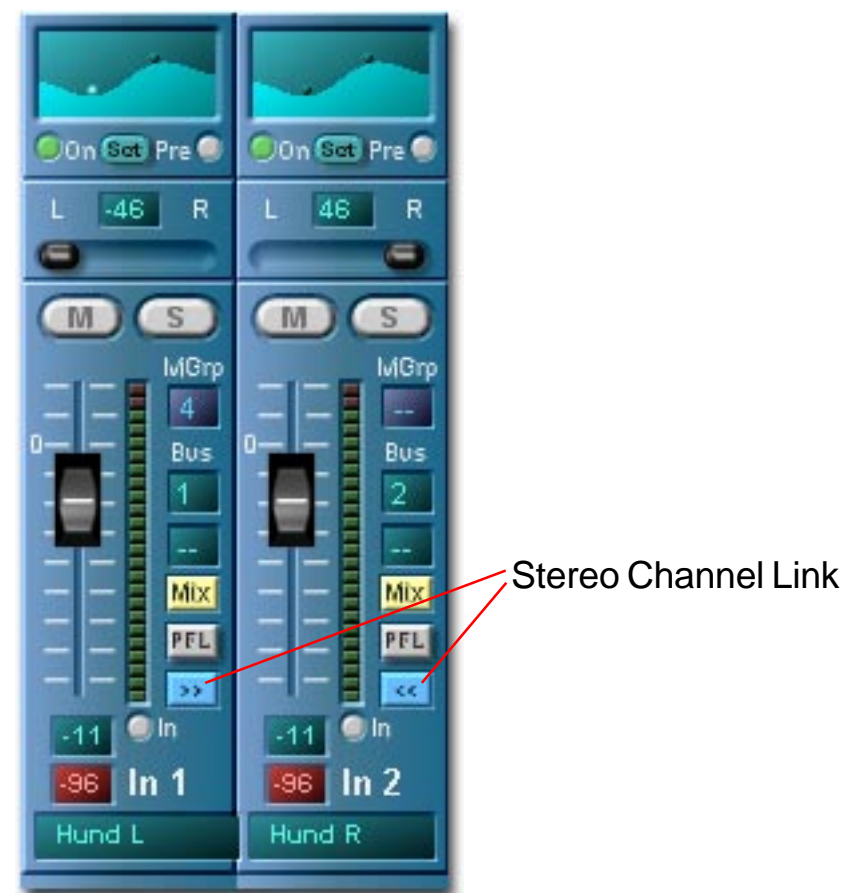 On Set Pre On Set Pre
L -46 R L 46 R
M S M S
MGrp MGrp
4 --
0 Bus 0 Bus
1 2
-- --
Mix Mix
Stereo Channel Link
PFL PFL
>> <<
-11 In -11 In
-96 In 1 -96 In 2
Hund L Hund R